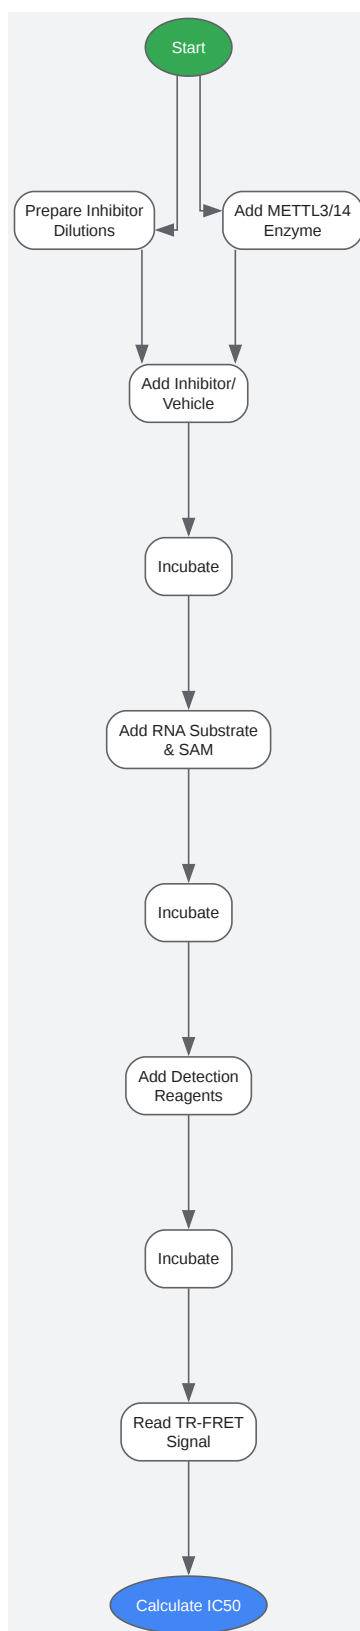 Start
Prepare Inhibitor
Dilutions
Add METTL3/14
Enzyme
Add Inhibitor/
Vehicle
Incubate
Add RNA Substrate
& SAM
Incubate
Add Detection
Reagents
Incubate
Read TR-FRET
Signal
Calculate IC50